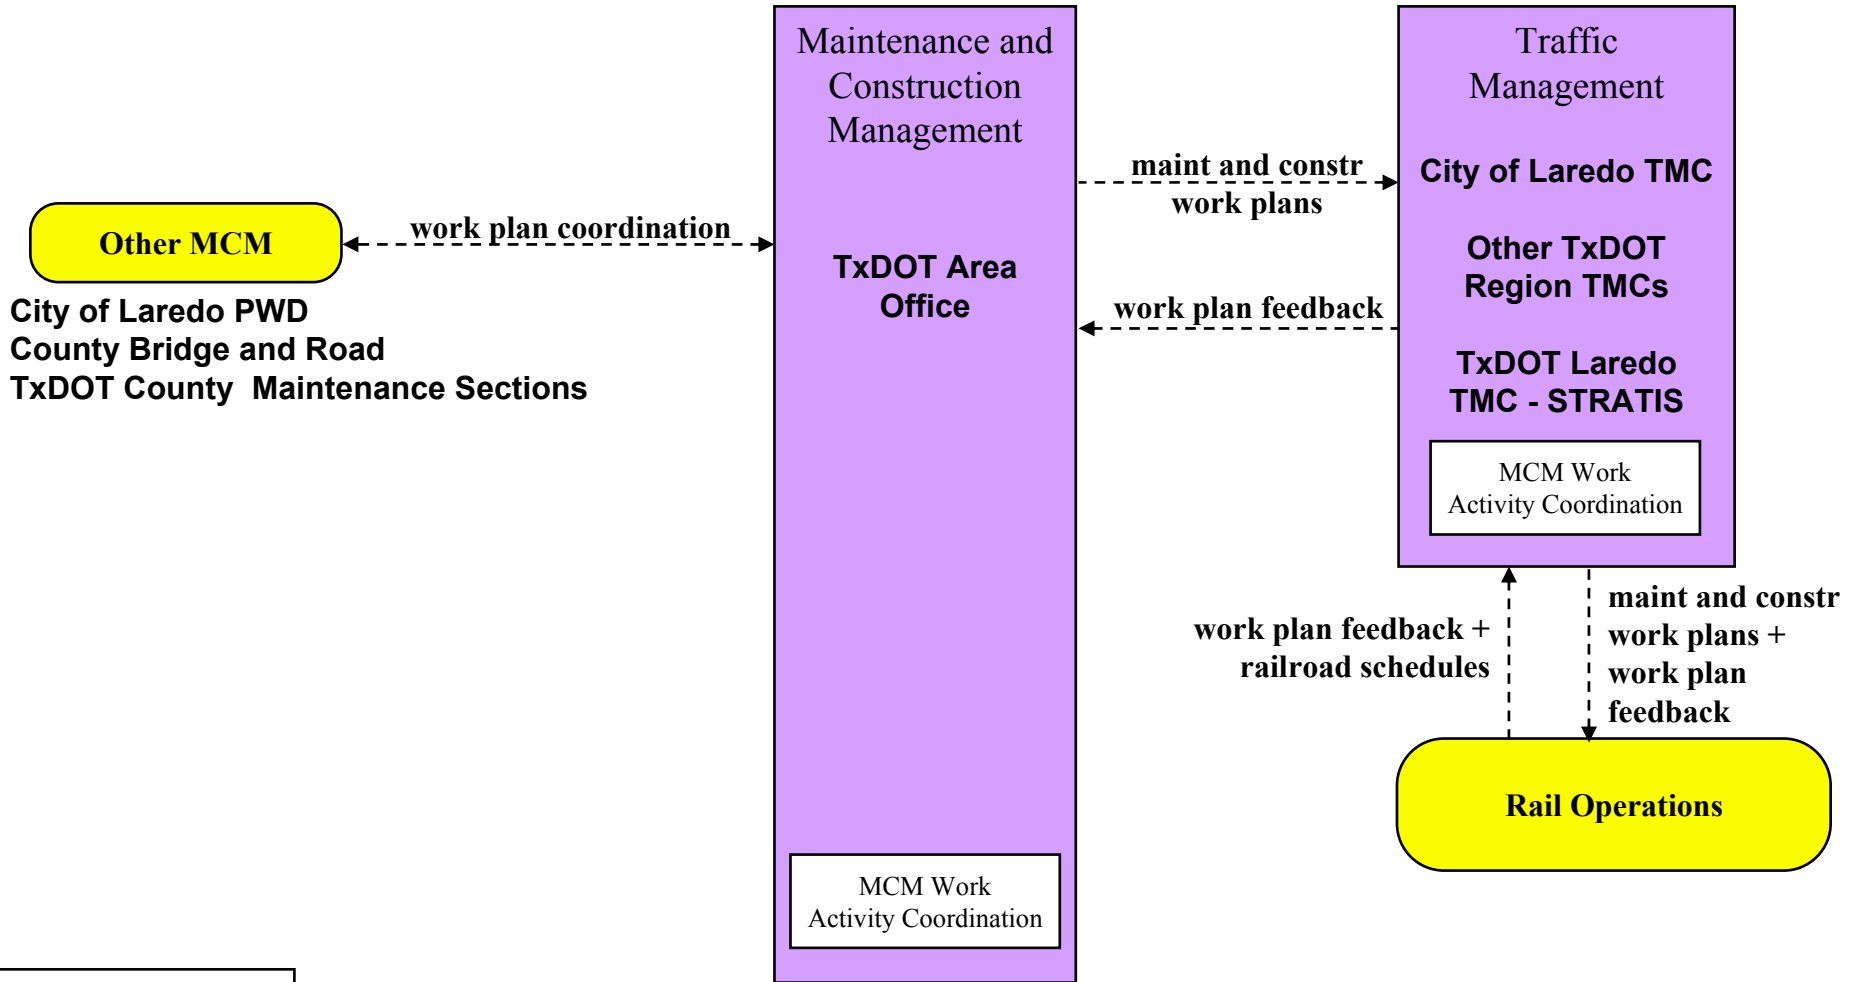 Maintenance and
Construction
Management
TxDOT Area
Office
MCM Work
Activity Coordination
Traffic
Management
City of Laredo TMC
Other TxDOT
Region TMCs
TxDOT Laredo
TMC - STRATIS
MCM Work
Activity Coordination
maint and constr
work plans
work plan feedback
work plan coordination
Other MCM
City of Laredo PWD
County Bridge and Road
TxDOT County  Maintenance Sections
work plan feedback +
railroad schedules
maint and constr
work plans +
work plan
feedback
Rail Operations